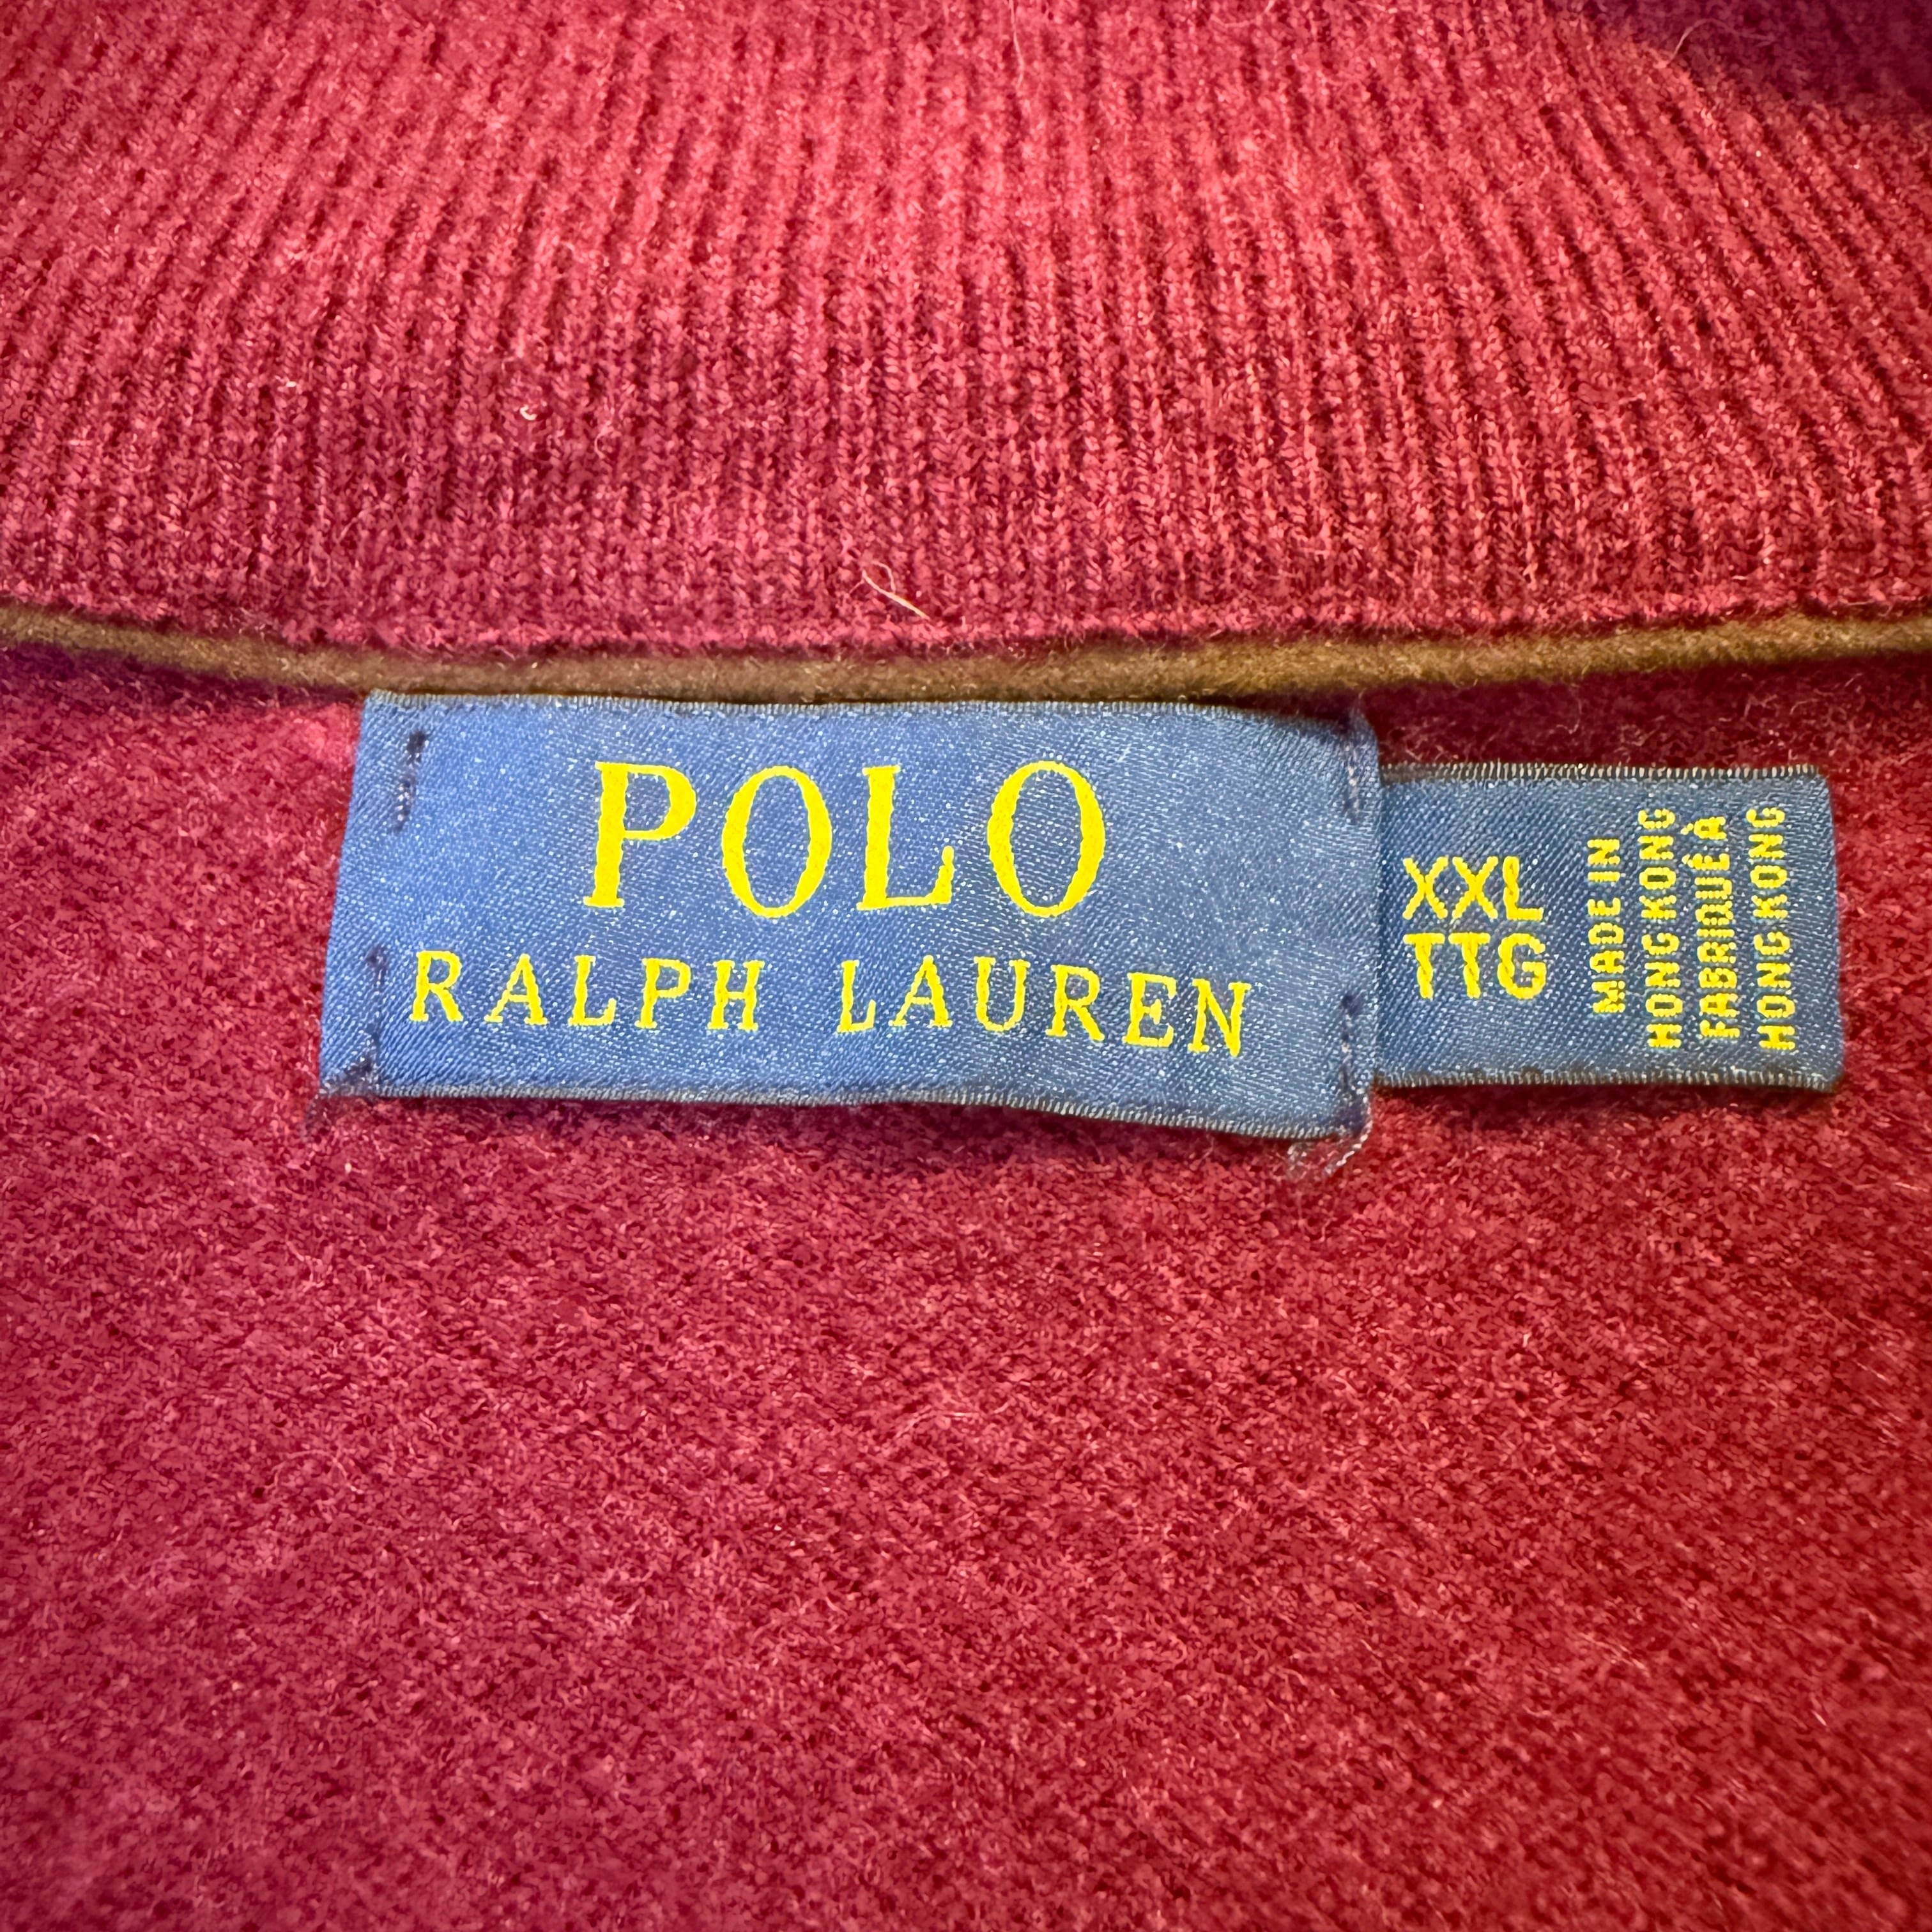 POLO
RALPH LAUREN
XXL
TTG
MADE IN
HONG KONG
FABRIQUÉ À
HONG KONG